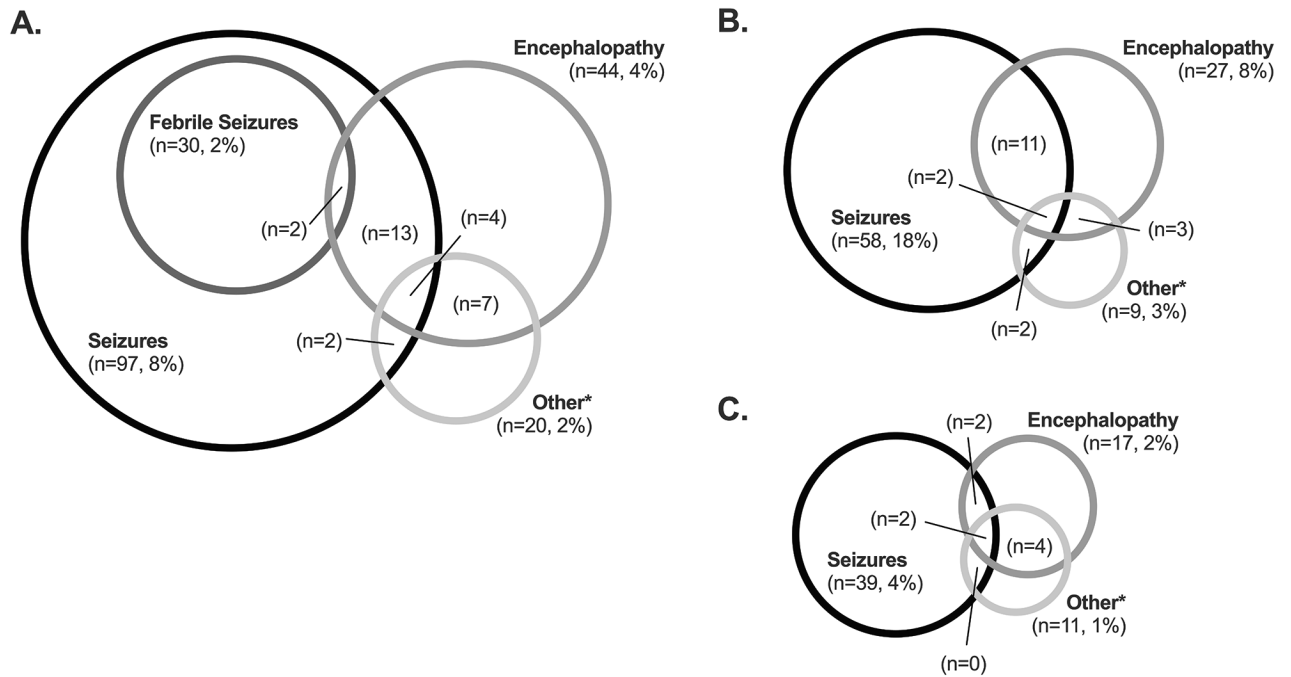 A.
Encephalopathy
(n=44, 4%)
Febrile Seizures
(n=30, 2%)
(n=2)
(n=13)
(n=4)
(n=7)
(n=2)
Seizures
(n=97, 8%)
Other*
(n=20, 2%)
B.
Encephalopathy
(n=27, 8%)
(n=11)
(n=2)
Seizures
(n=58, 18%)
(n=3)
Other*
(n=9, 3%)
(n=2)
C.
(n=2)
Encephalopathy
(n=17, 2%)
(n=2)
(n=4)
Seizures
(n=39, 4%)
Other*
(n=11, 1%)
(n=0)